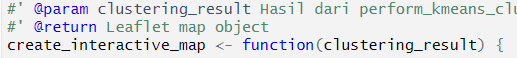 #' @param clustering_result Hasil dari perform_kmeans_clu
#' @return Leaflet map object
create_interactive_map <- function(clustering_result) {